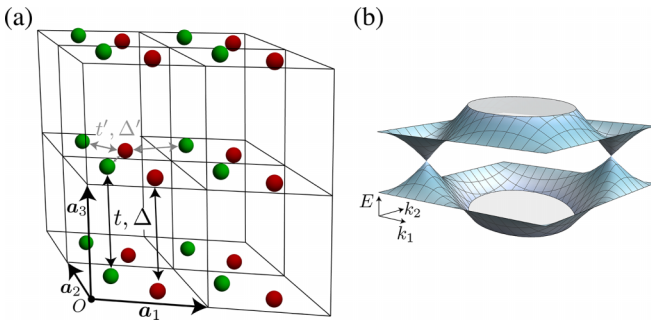 (a)
(b)
t′, Δ′
a₃
t, Δ
a₂
O
a₁
E
k₂
k₁